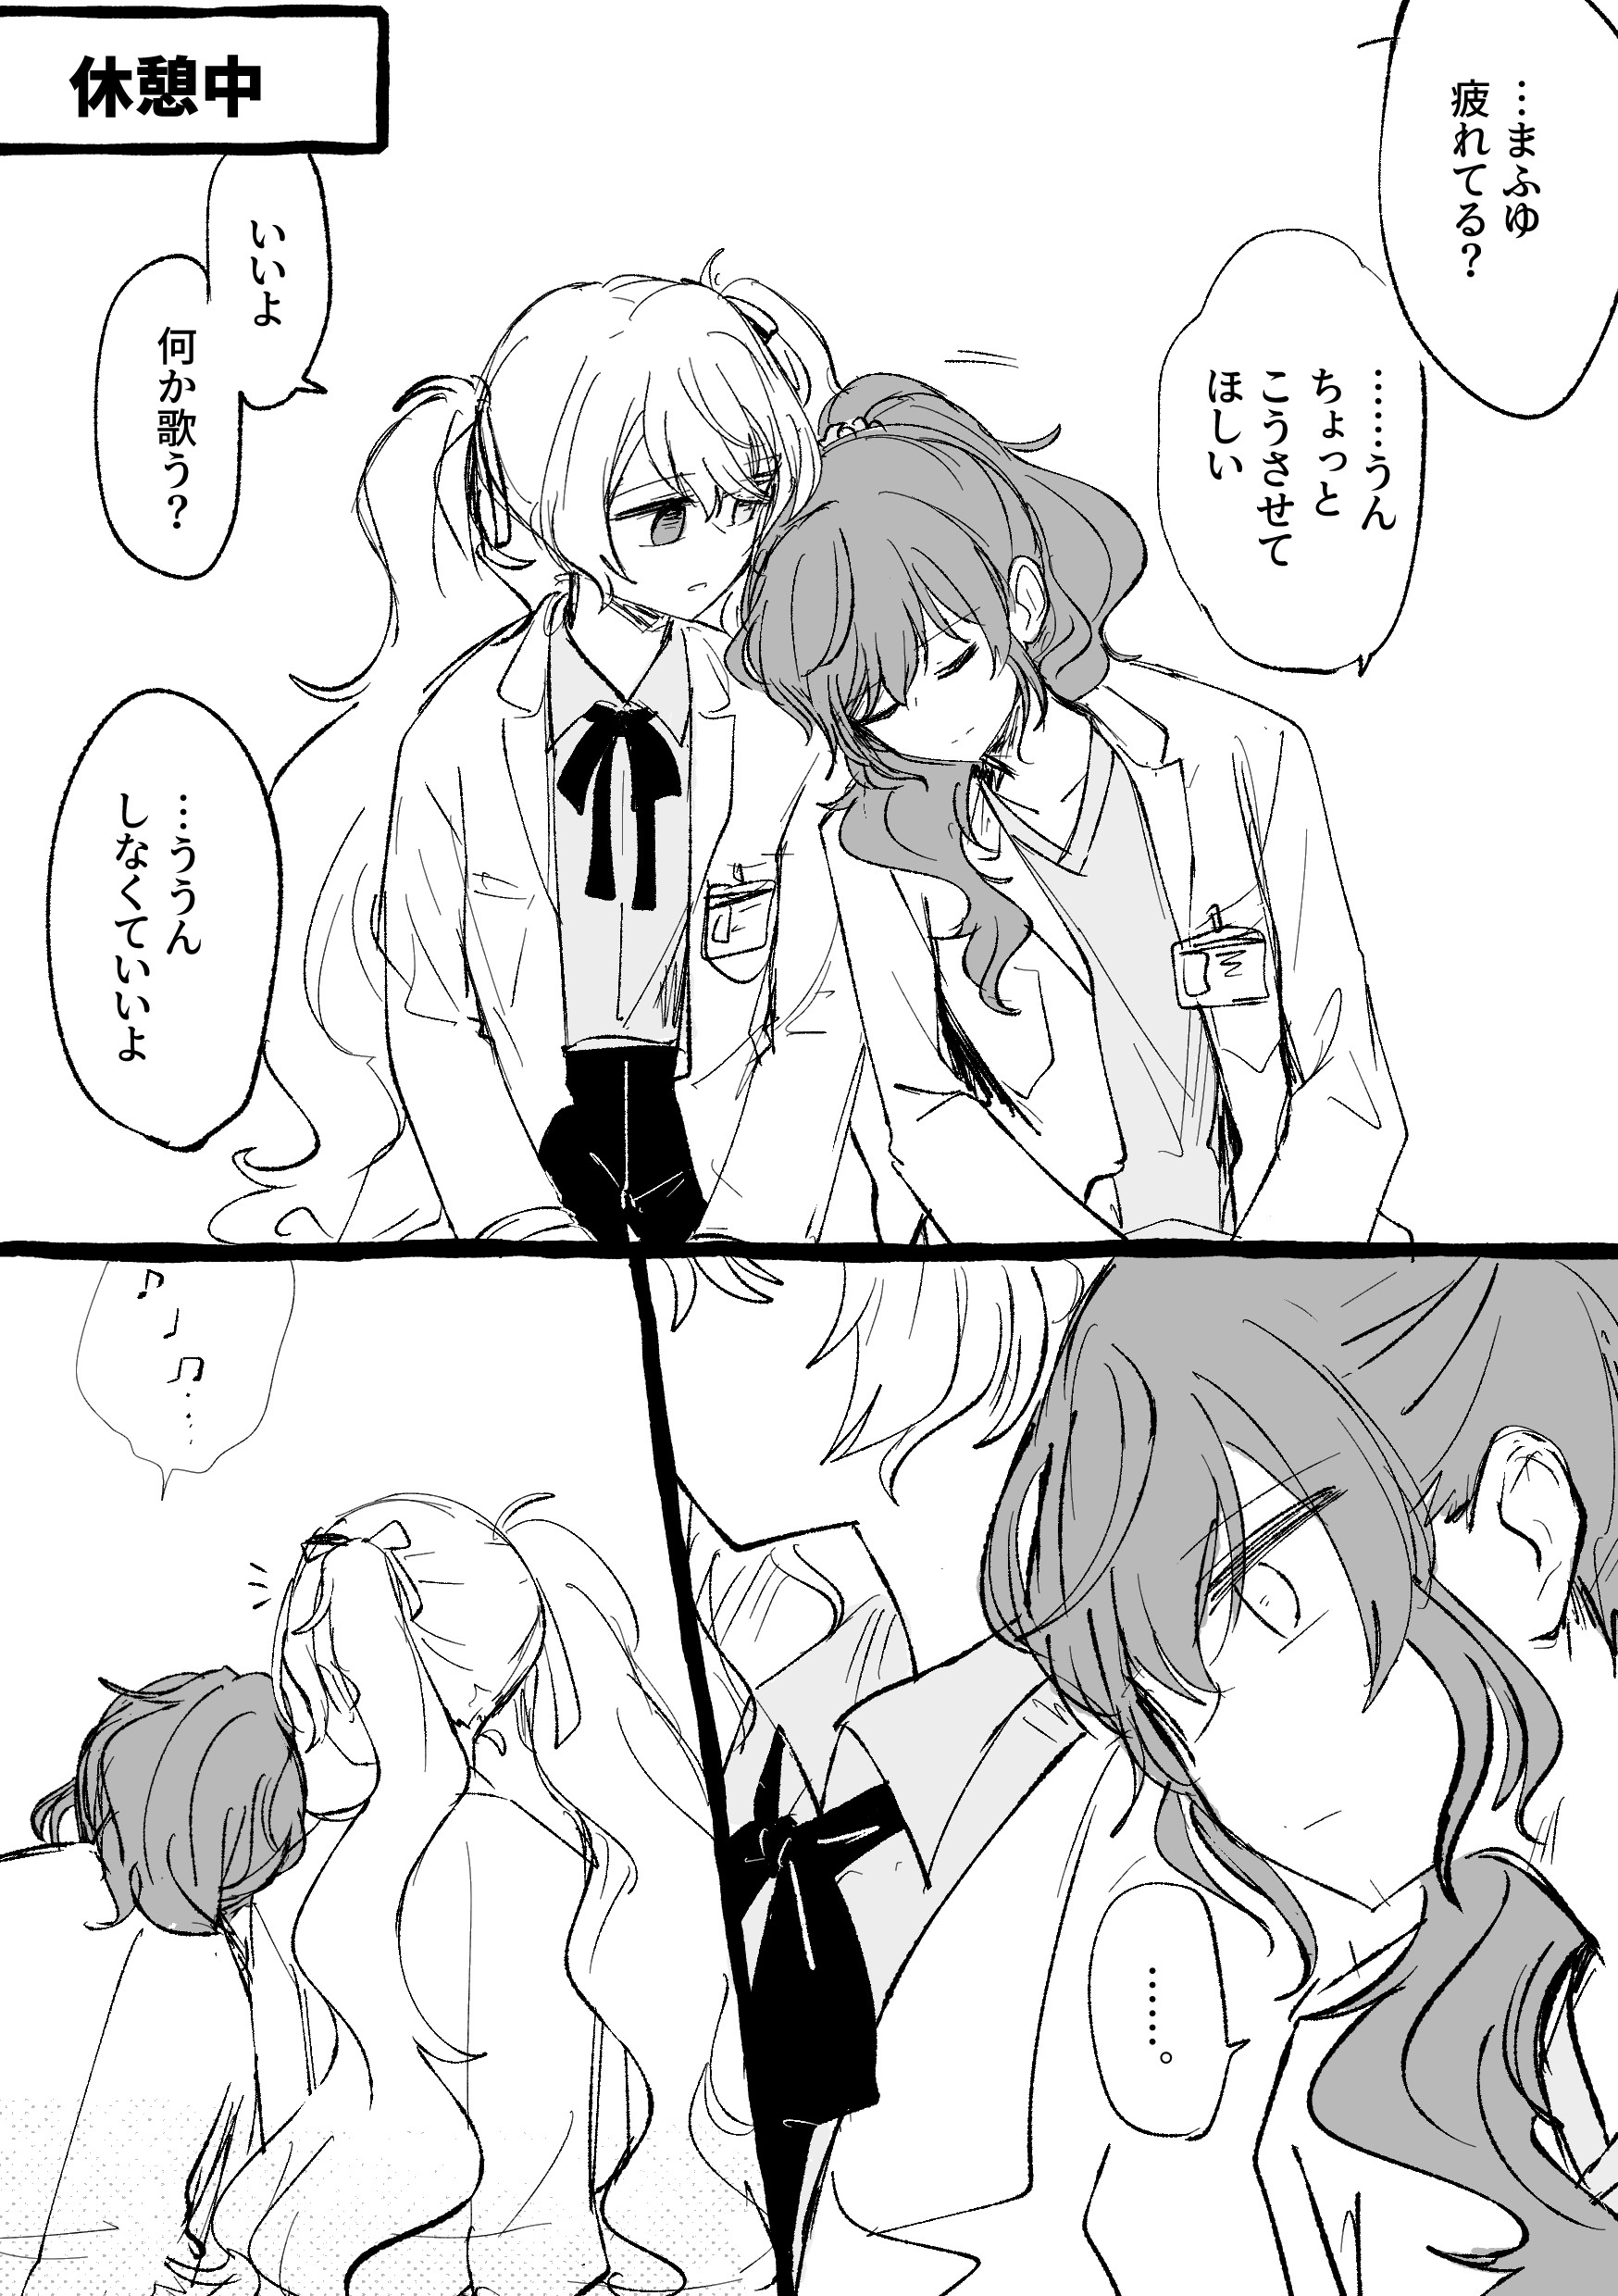 休憩中
…まふゆ
疲れてる？
……うん
ちょっと
こうさせて
ほしい
いいよ
何か歌う？
…ううん
しなくていいよ
……。
♪♩♫…